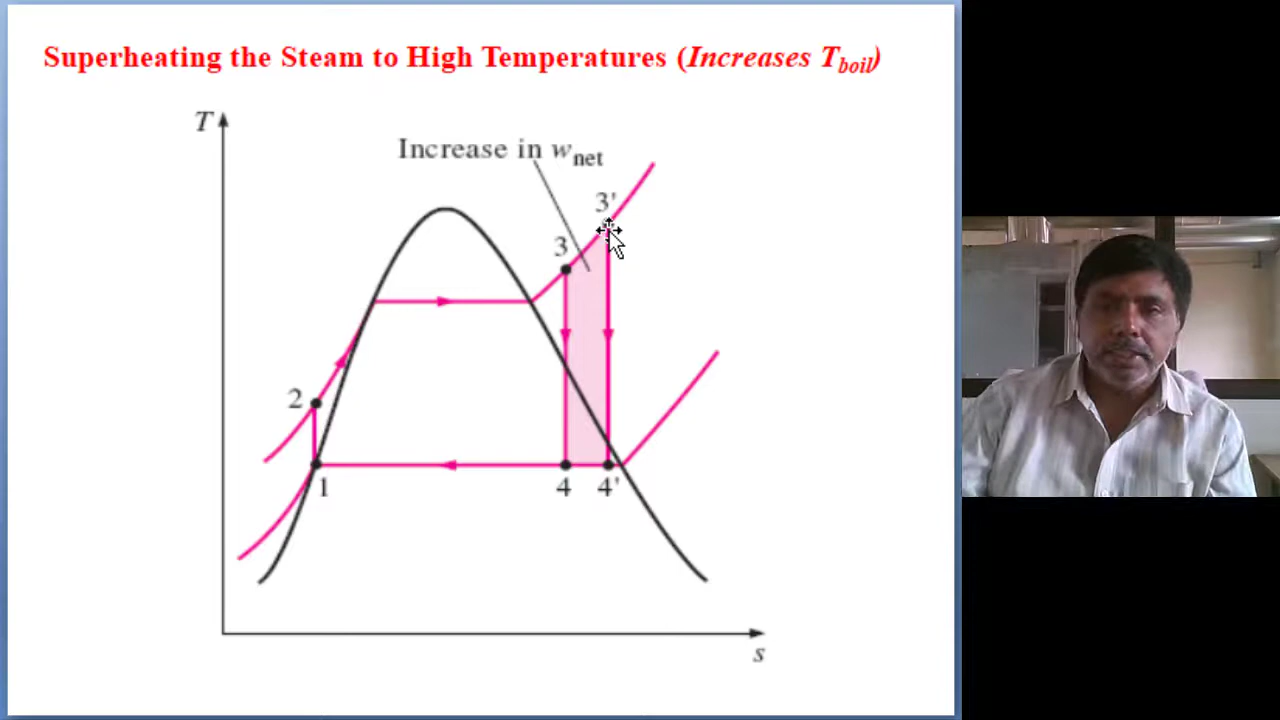 Superheating the Steam to High Temperatures (Increases Tboil)
T
Increase in wnet
3'
3
2
1
4
4'
s